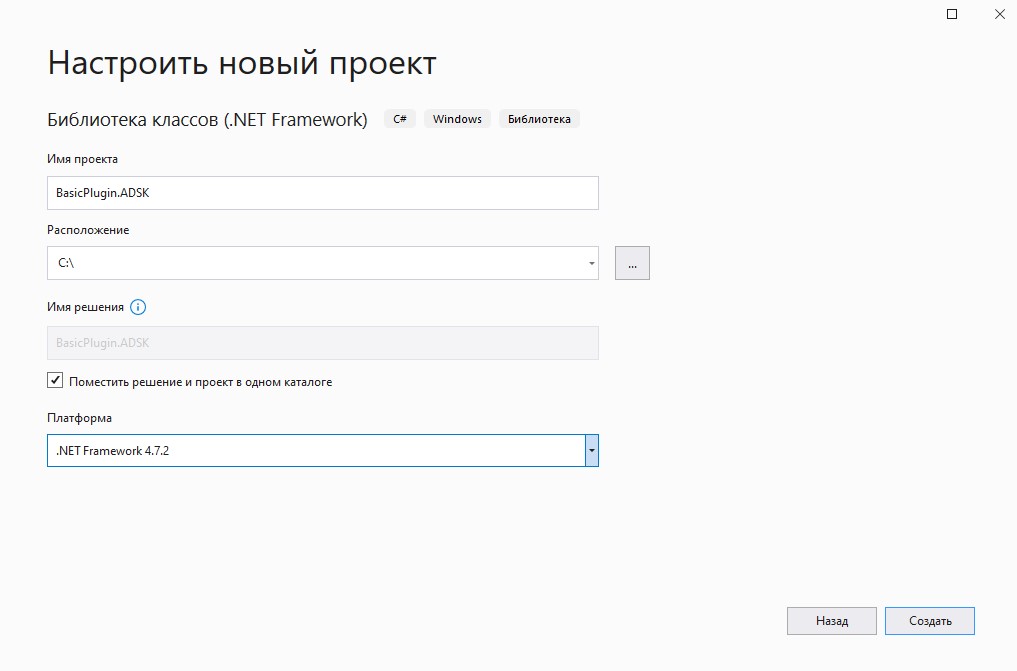 Настроить новый проект
Библиотека классов (.NET Framework) C# Windows Библиотека
Имя проекта
BasicPlugin.ADSK
Расположение
C:\
...
Имя решения
BasicPlugin.ADSK
Поместить решение и проект в одном каталоге
Платформа
.NET Framework 4.7.2
Назад Создать